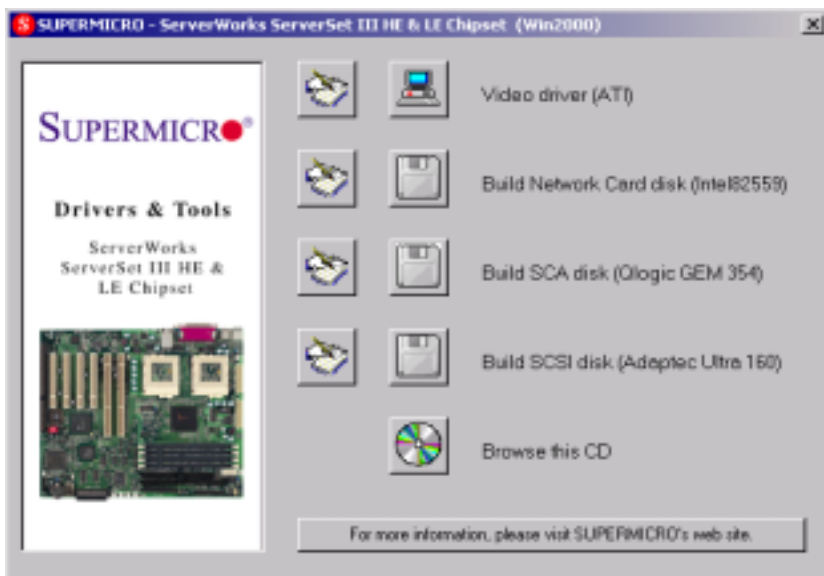 SUPERMICRO - ServerWorks ServerSet III HE & LE Chipset (Win2000)
SUPERMICRO®
Drivers & Tools
ServerWorks
ServerSet III HE &
LE Chipset
Video driver (ATI)
Build Network Card disk (Intel82559)
Build SCA disk (Qlogic GEM 354)
Build SCSI disk (Adaptec Ultra 160)
Browse this CD
For more information, please visit SUPERMICRO's web site.